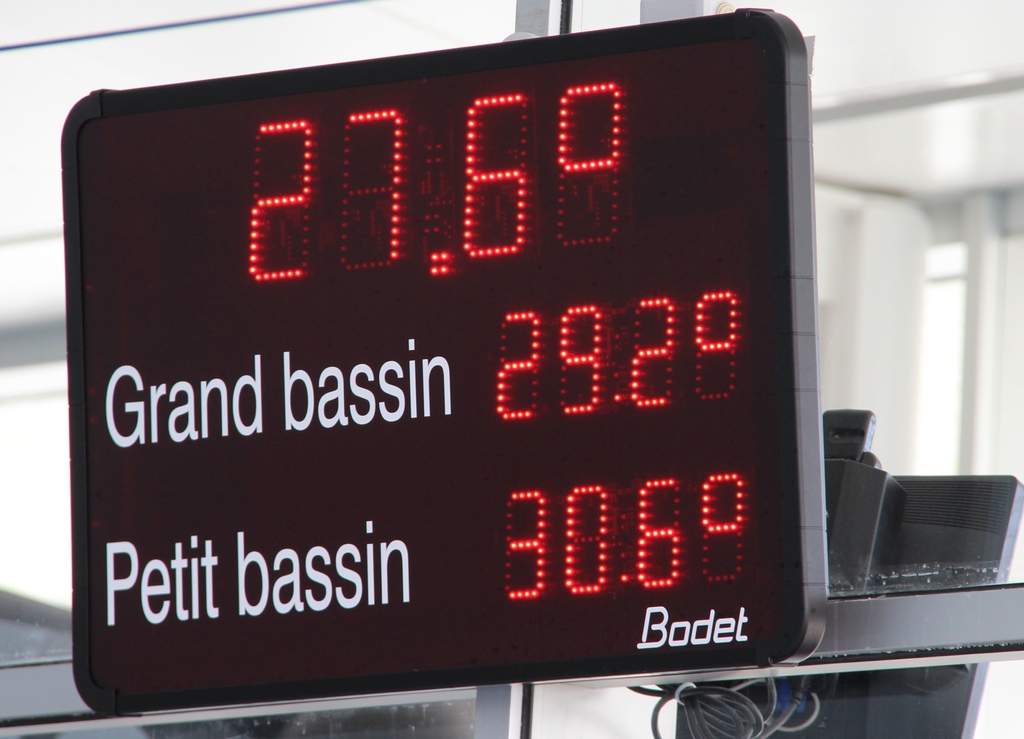 27.6°
Grand bassin 29.2°
Petit bassin 30.6°
Bodet